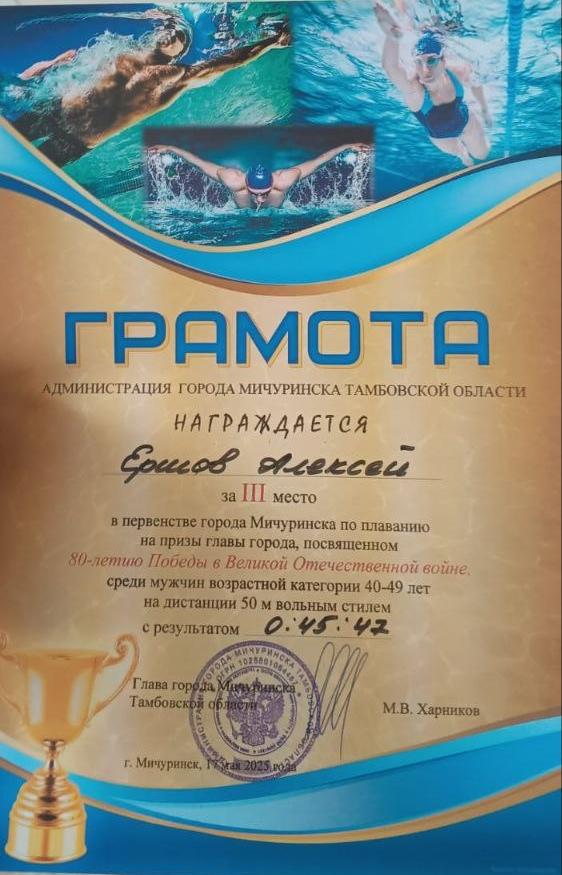 ГРАМОТА
АДМИНИСТРАЦИЯ ГОРОДА МИЧУРИНСКА ТАМБОВСКОЙ ОБЛАСТИ
НАГРАЖДАЕТСЯ
Ершов Алексей
за III место
в первенстве города Мичуринска по плаванию
на призы главы города, посвященном
80-летию Победы в Великой Отечественной войне.
среди мужчин возрастной категории 40-49 лет
на дистанции 50 м вольным стилем
с результатом 0:45:47
Глава города Мичуринска
Тамбовской области
М.В. Харников
г. Мичуринск, 17 мая 2025 года